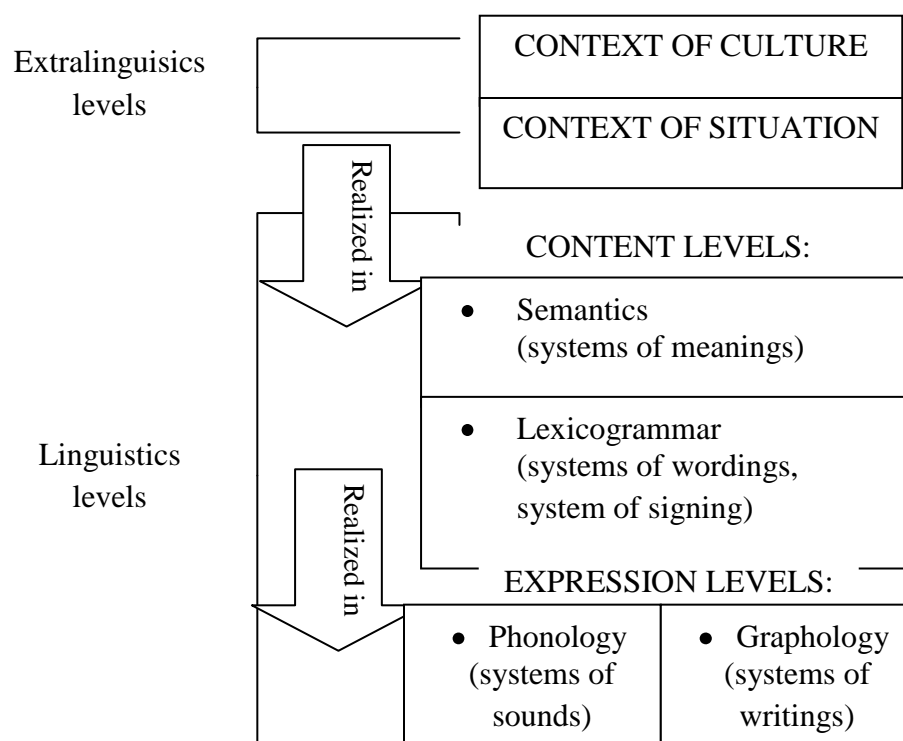 Extralinguisics
levels
CONTEXT OF CULTURE
CONTEXT OF SITUATION
Realized in
CONTENT LEVELS:
• Semantics
(systems of meanings)
• Lexicogrammar
(systems of wordings,
system of signing)
Linguistics
levels
Realized in
EXPRESSION LEVELS:
• Phonology
(systems of
sounds)
• Graphology
(systems of
writings)